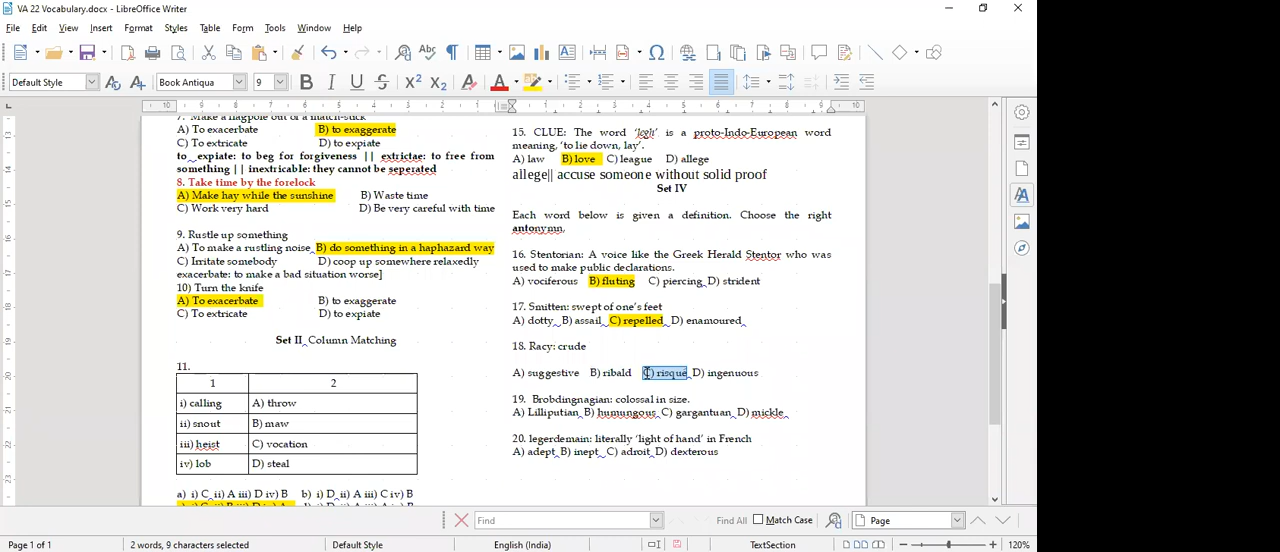 VA 22 Vocabulary.docx - LibreOffice Writer
File Edit View Insert Format Styles Table Form Tools Window Help
Default Style Book Antiqua 9
7. Make a flagpole out of a match-stick
A) To exacerbate B) to exaggerate
C) To extricate D) to expiate
to expiate: to beg for forgiveness || extrictae: to free from
something || inextricable: they cannot be seperated
8. Take time by the forelock
A) Make hay while the sunshine B) Waste time
C) Work very hard D) Be very careful with time
9. Rustle up something
A) To make a rustling noise B) do something in a haphazard way
C) Irritate somebody D) coop up somewhere relaxedly
exacerbate: to make a bad situation worse]
10) Turn the knife
A) To exacerbate B) to exaggerate
C) To extricate D) to expiate
Set II Column Matching
11.
1 2
i) calling A) throw
ii) snout B) maw
iii) heist C) vocation
iv) lob D) steal
a) i) C ii) A iii) D iv) B b) i) D ii) A iii) C iv) B
15. CLUE: The word ‘legh’ is a proto-Indo-European word
meaning, ‘to lie down, lay’.
A) law B) love C) league D) allege
allege|| accuse someone without solid proof
Set IV
Each word below is given a definition. Choose the right
antonymn.
16. Stentorian: A voice like the Greek Herald Stentor who was
used to make public declarations.
A) vociferous B) fluting C) piercing D) strident
17. Smitten: swept of one’s feet
A) dotty B) assail C) repelled D) enamoured
18. Racy: crude
A) suggestive B) ribald C) risqué D) ingenuous
19. Brobdingnagian: colossal in size.
A) Lilliputian B) humungous C) gargantuan D) mickle
20. legerdemain: literally ‘light of hand’ in French
A) adept B) inept C) adroit D) dexterous
Find Find All Match Case Page
Page 1 of 1 2 words, 9 characters selected Default Style English (India) TextSection 120%